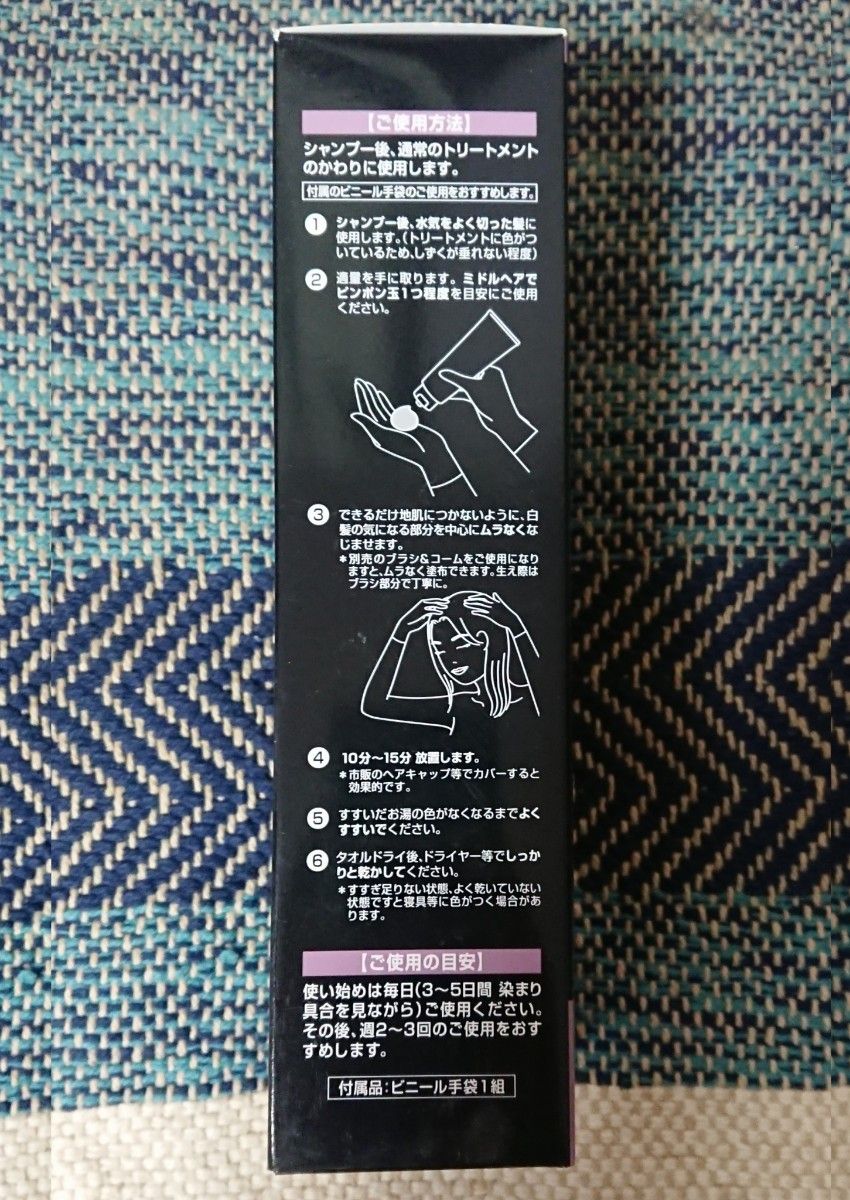 【ご使用方法】
シャンプー後、通常のトリートメント
のかわりに使用します。
付属のビニール手袋のご使用をおすすめします。
① シャンプー後、水気をよく切った髪に
使用します。(トリートメントに色がつ
いているため、しずくが垂れない程度)
② 適量を手に取ります。ミドルヘアで
ピンポン玉1つ程度を目安にご使用
ください。
③ できるだけ地肌につかないように、白
髪の気になる部分を中心にムラなくな
じませます。
*別売のブラシ&コームをご使用になり
ますと、ムラなく塗布できます。生え際は
ブラシ部分で丁寧に。
④ 10分〜15分 放置します。
*市販のヘアキャップ等でカバーすると
効果的です。
⑤ すすいだお湯の色がなくなるまでよく
すすいでください。
⑥ タオルドライ後、ドライヤー等でしっか
りと乾かしてください。
*すすぎ足りない状態、よく乾いていない
状態ですと寝具等に色がつく場合があ
ります。
【ご使用の目安】
使い始めは毎日(3〜5日間 染まり
具合を見ながら)ご使用ください。
その後、週2〜3回のご使用をおす
すめします。
付属品:ビニール手袋1組